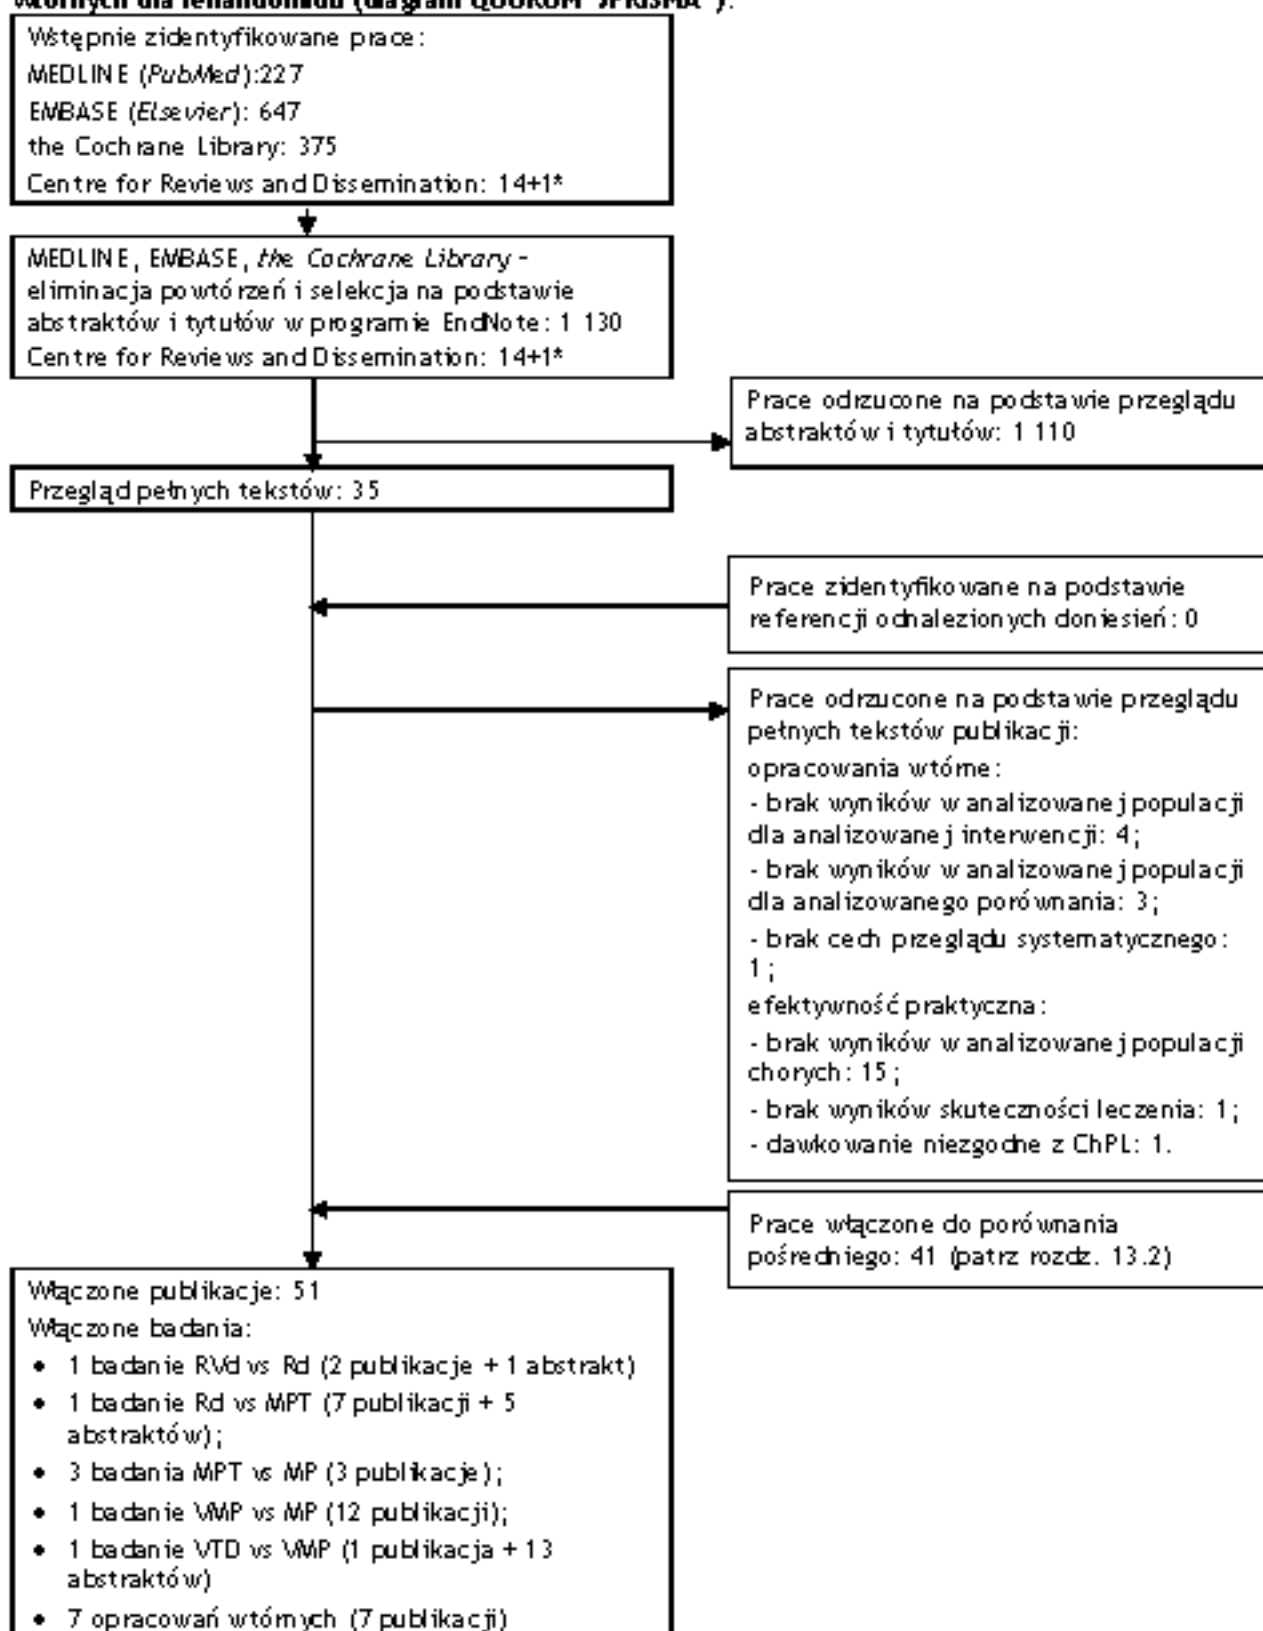 wtórnych dla lenalidomidu (diagram QUOROM "PRISMA").
Wstępnie zidentyfikowane prace:
MEDLINE (PubMed):227
EMBASE (Elsevier): 647
the Cochrane Library: 375
Centre for Reviews and Dissemination: 14+1*
MEDLINE, EMBASE, the Cochrane Library -
eliminacja powtórzeń i selekcja na podstawie
abstraktów i tytułów w programie EndNote: 1 130
Centre for Reviews and Dissemination: 14+1*
Prace odrzucone na podstawie przeglądu
abstraktów i tytułów: 1 110
Przegląd pełnych tekstów: 35
Prace zidentyfikowane na podstawie
referencji odnalezionych doniesień: 0
Prace odrzucone na podstawie przeglądu
pełnych tekstów publikacji:
opracowania wtórne:
- brak wyników w analizowanej populacji
dla analizowanej interwencji: 4;
- brak wyników w analizowanej populacji
dla analizowanego porównania: 3;
- brak cech przeglądu systematycznego:
1;
efektywność praktyczna:
- brak wyników w analizowanej populacji
chorych: 15;
- brak wyników skuteczności leczenia: 1;
- dawkowanie niezgodne z ChPL: 1.
Prace włączone do porównania
pośredniego: 41 (patrz rozdz. 13.2)
Włączone publikacje: 51
Włączone badania:
• 1 badanie RVd vs Rd (2 publikacje + 1 abstrakt)
• 1 badanie Rd vs MPT (7 publikacji + 5
abstraktów);
• 3 badania MPT vs MP (3 publikacje);
• 1 badanie VMP vs MP (12 publikacji);
• 1 badanie VTD vs VMP (1 publikacja + 13
abstraktów)
• 7 opracowań wtórnych (7 publikacji)